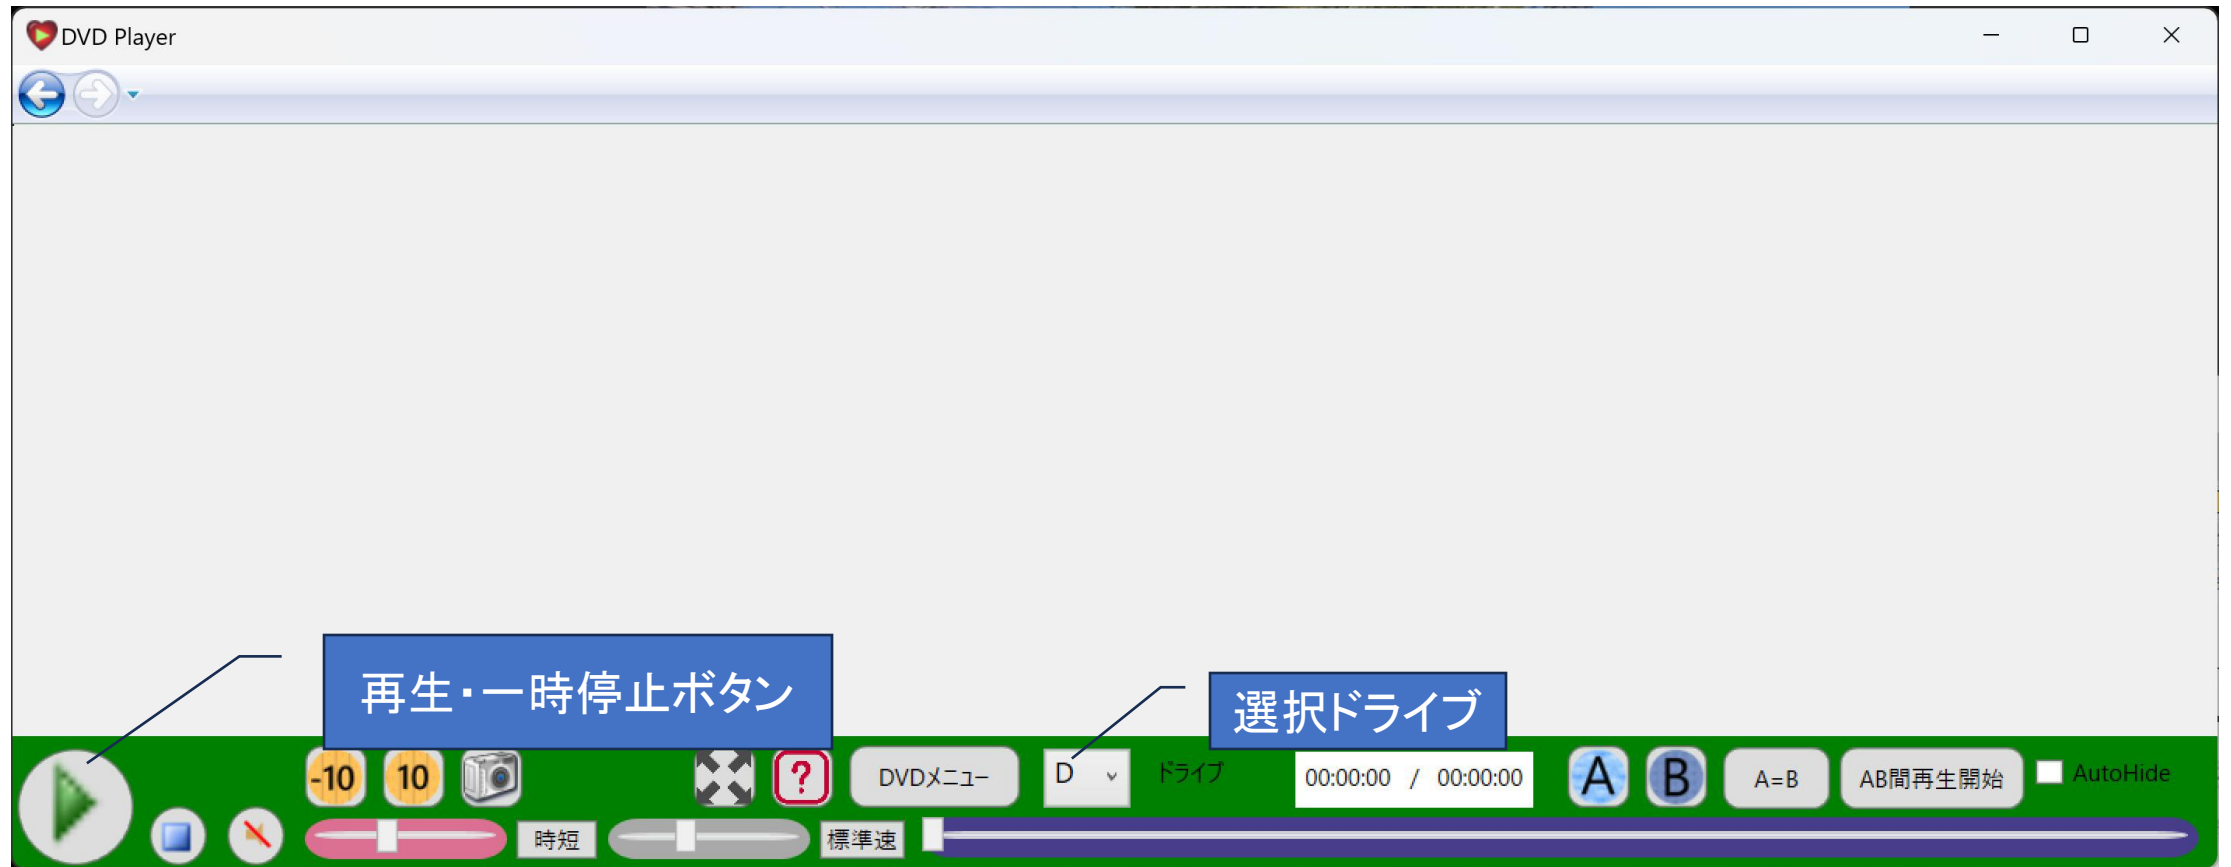 DVD Player
再生・一時停止ボタン
選択ドライブ
-10 10 ? DVDメニュー D ドライブ 00:00:00 / 00:00:00 A B A=B AB間再生開始 AutoHide
時短 標準速